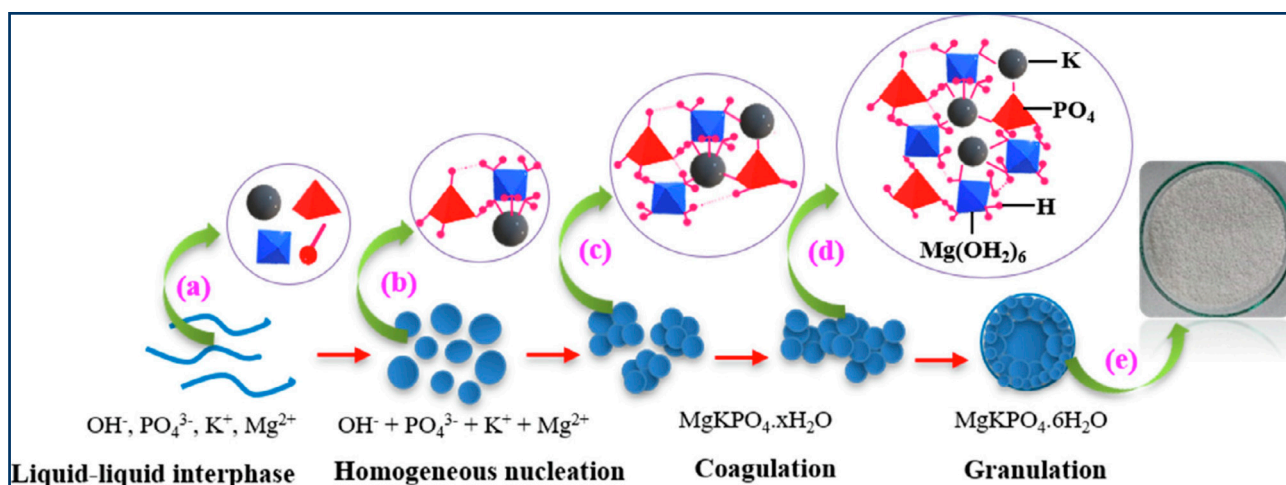 K
PO₄
H
Mg(OH₂)₆
(a)
(b)
(c)
(d)
(e)
OH⁻, PO₄³⁻, K⁺, Mg²⁺
OH⁻ + PO₄³⁻ + K⁺ + Mg²⁺
MgKPO₄.xH₂O
MgKPO₄.6H₂O
Liquid-liquid interphase
Homogeneous nucleation
Coagulation
Granulation